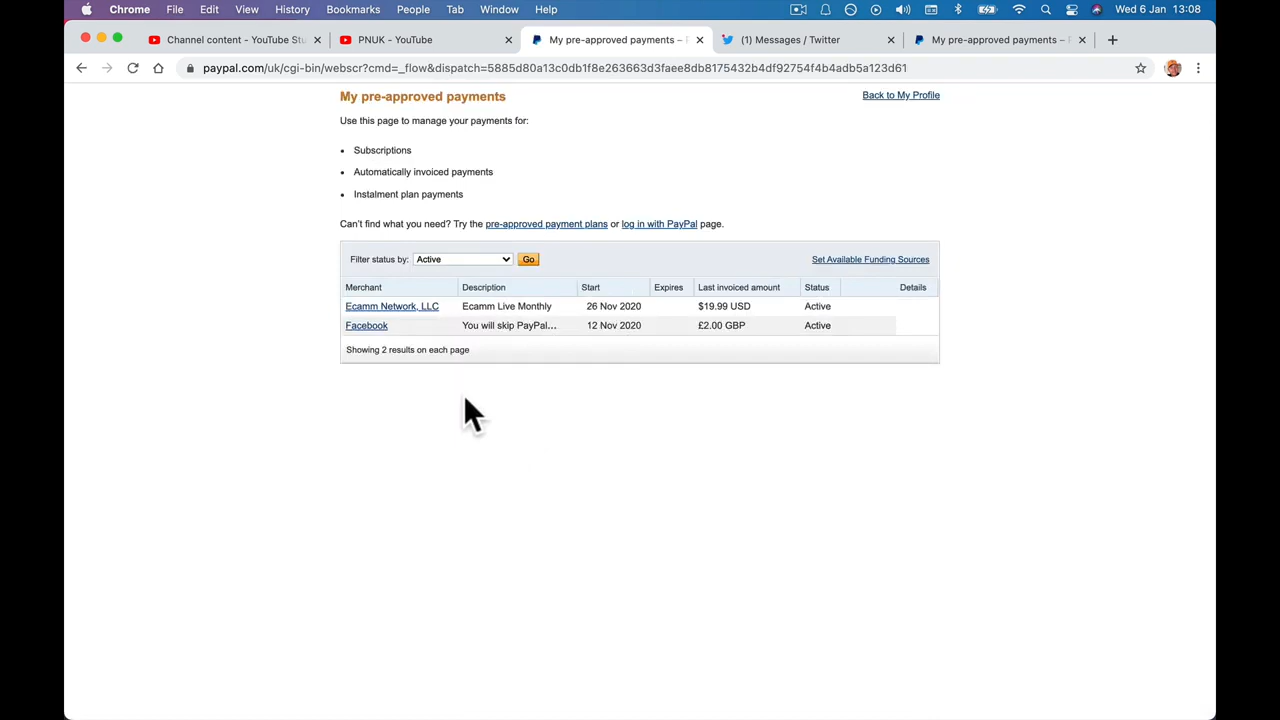 Chrome File Edit View History Bookmarks People Tab Window Help Wed 6 Jan 13:08
Channel content - YouTube Stu PNUK - YouTube My pre-approved payments – P (1) Messages / Twitter My pre-approved payments – P
paypal.com/uk/cgi-bin/webscr?cmd=_flow&dispatch=5885d80a13c0db1f8e263663d3faee8db8175432b4df92754f4b4adb5a123d61
My pre-approved payments Back to My Profile
Use this page to manage your payments for:
• Subscriptions
• Automatically invoiced payments
• Instalment plan payments
Can't find what you need? Try the pre-approved payment plans or log in with PayPal page.
Filter status by: Active Go Set Available Funding Sources
Merchant Description Start Expires Last invoiced amount Status Details
Ecamm Network, LLC Ecamm Live Monthly 26 Nov 2020 $19.99 USD Active
Facebook You will skip PayPal... 12 Nov 2020 £2.00 GBP Active
Showing 2 results on each page